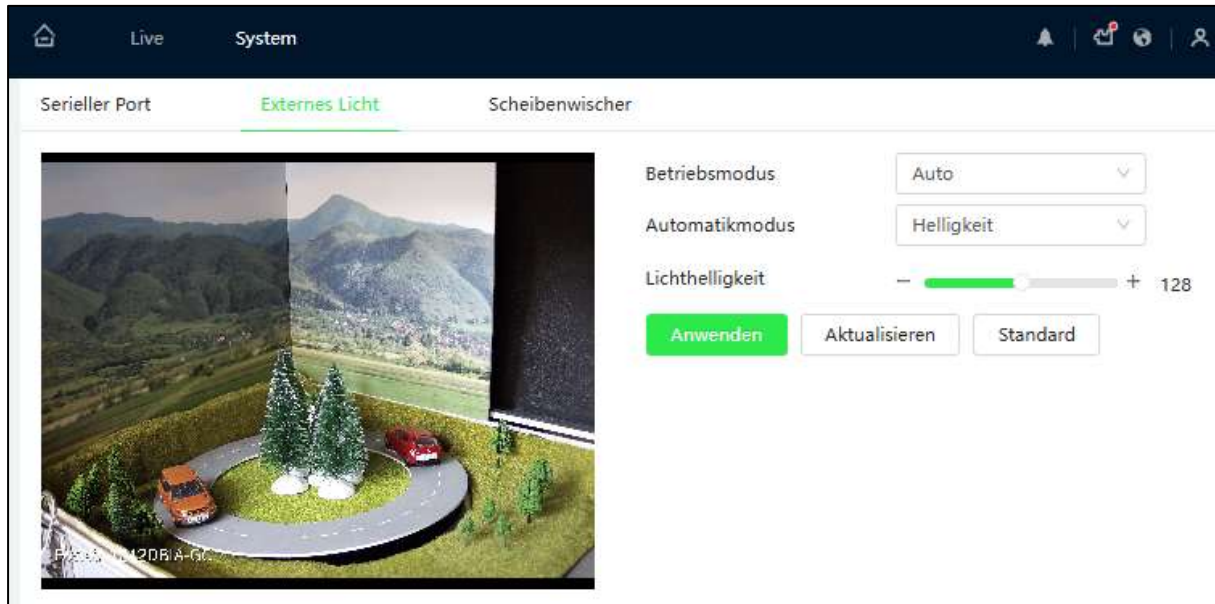 Live System
Serieller Port Externes Licht Scheibenwischer
Betriebsmodus Auto
Automatikmodus Helligkeit
Lichthelligkeit − + 128
Anwenden Aktualisieren Standard